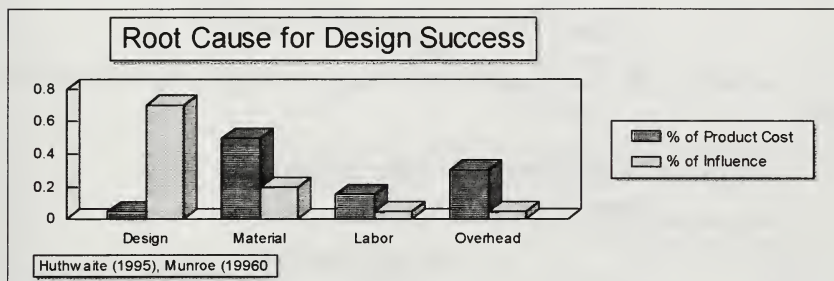 Root Cause for Design Success
0.8
0.6
0.4
0.2
0
Design Material Labor Overhead
% of Product Cost
% of Influence
Huthwaite (1995), Munroe (19960